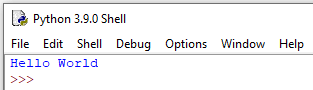 Python 3.9.0 Shell
File Edit Shell Debug Options Window Help
Hello World
>>>